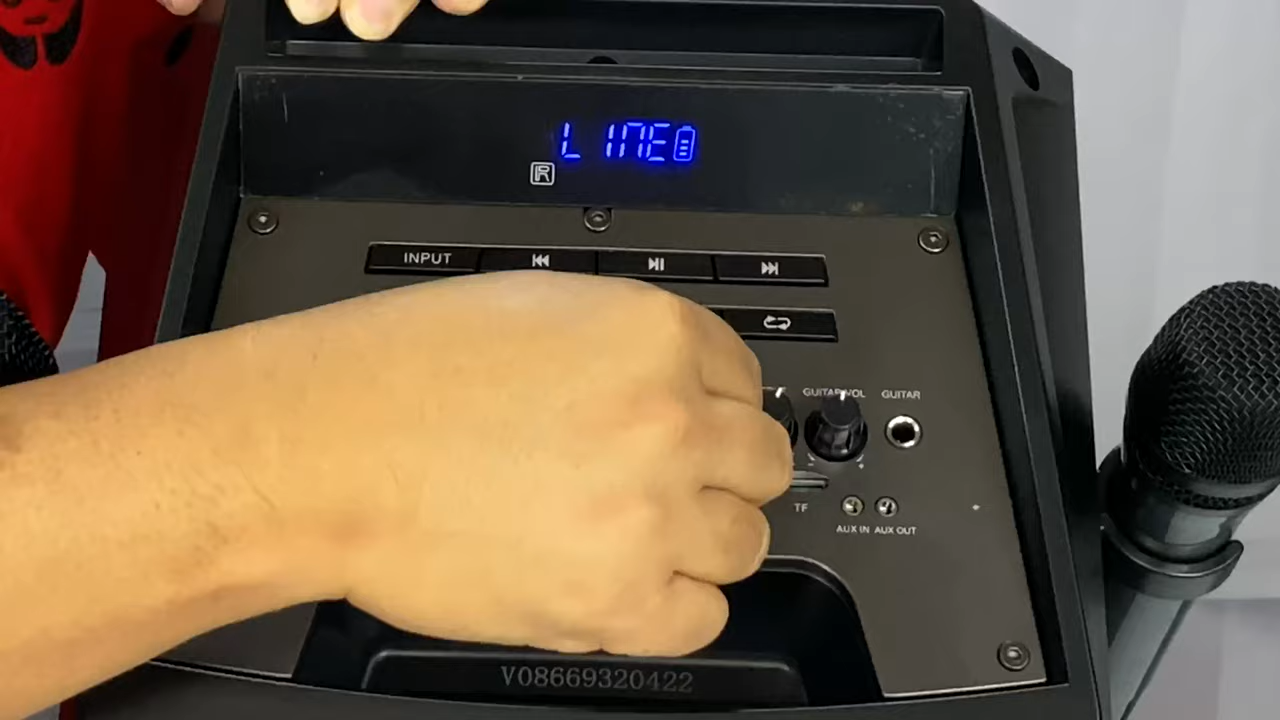 LINE
R
INPUT
GUITAR VOL GUITAR
TF
AUX IN AUX OUT
V08669320422